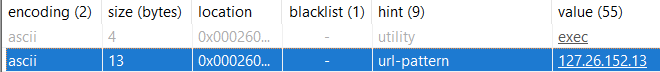 encoding (2) size (bytes) location blacklist (1) hint (9) value (55)
ascii 4 0x000260... - utility exec
ascii 13 0x000260... - url-pattern 127.26.152.13